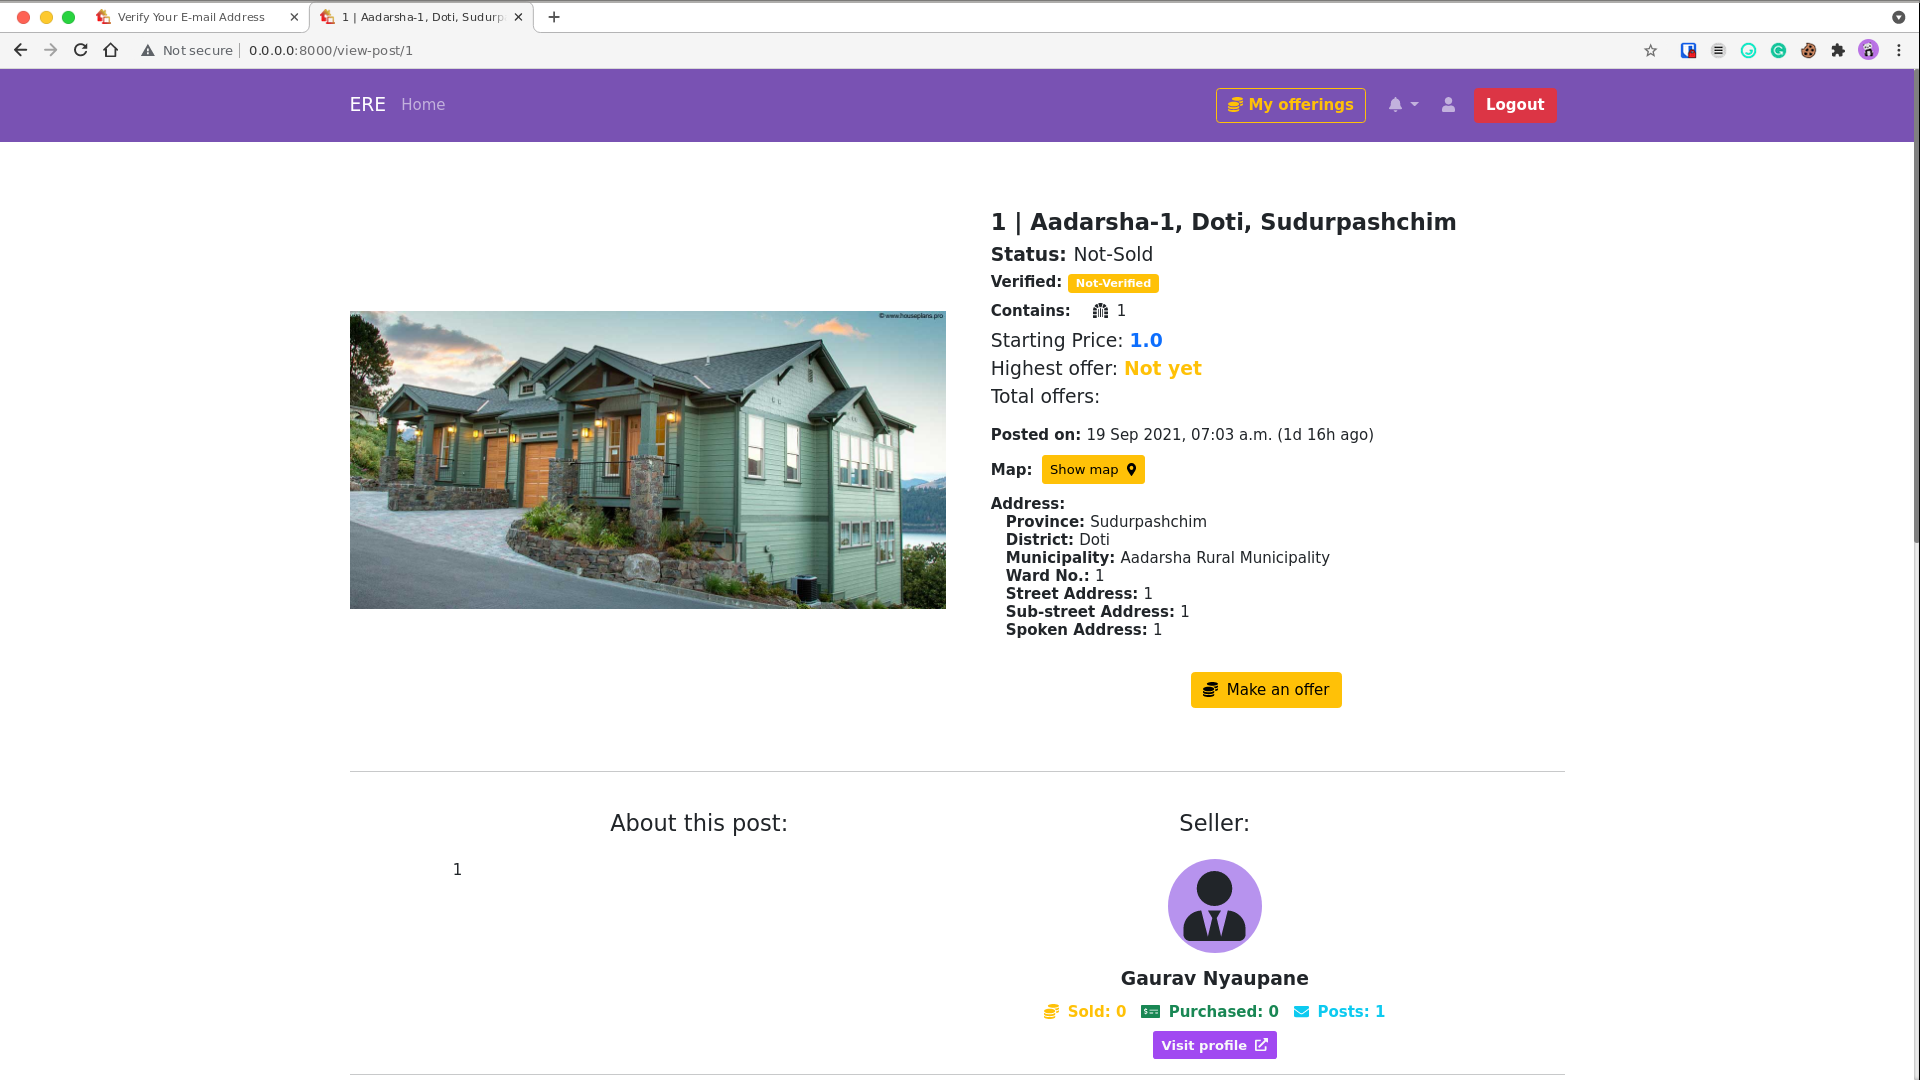 Verify Your E-mail Address
1 | Aadarsha-1, Doti, Sudurp
Not secure
0.0.0.0:8000/view-post/1
ERE Home
My offerings
Logout
1 | Aadarsha-1, Doti, Sudurpashchim
Status: Not-Sold
Verified: Not-Verified
Contains: 1
© www.houseplans.pro
Starting Price: 1.0
Highest offer: Not yet
Total offers:
Posted on: 19 Sep 2021, 07:03 a.m. (1d 16h ago)
Map: Show map
Address:
Province: Sudurpashchim
District: Doti
Municipality: Aadarsha Rural Municipality
Ward No.: 1
Street Address: 1
Sub-street Address: 1
Spoken Address: 1
Make an offer
About this post:
1
Seller:
Gaurav Nyaupane
Sold: 0 Purchased: 0 Posts: 1
Visit profile